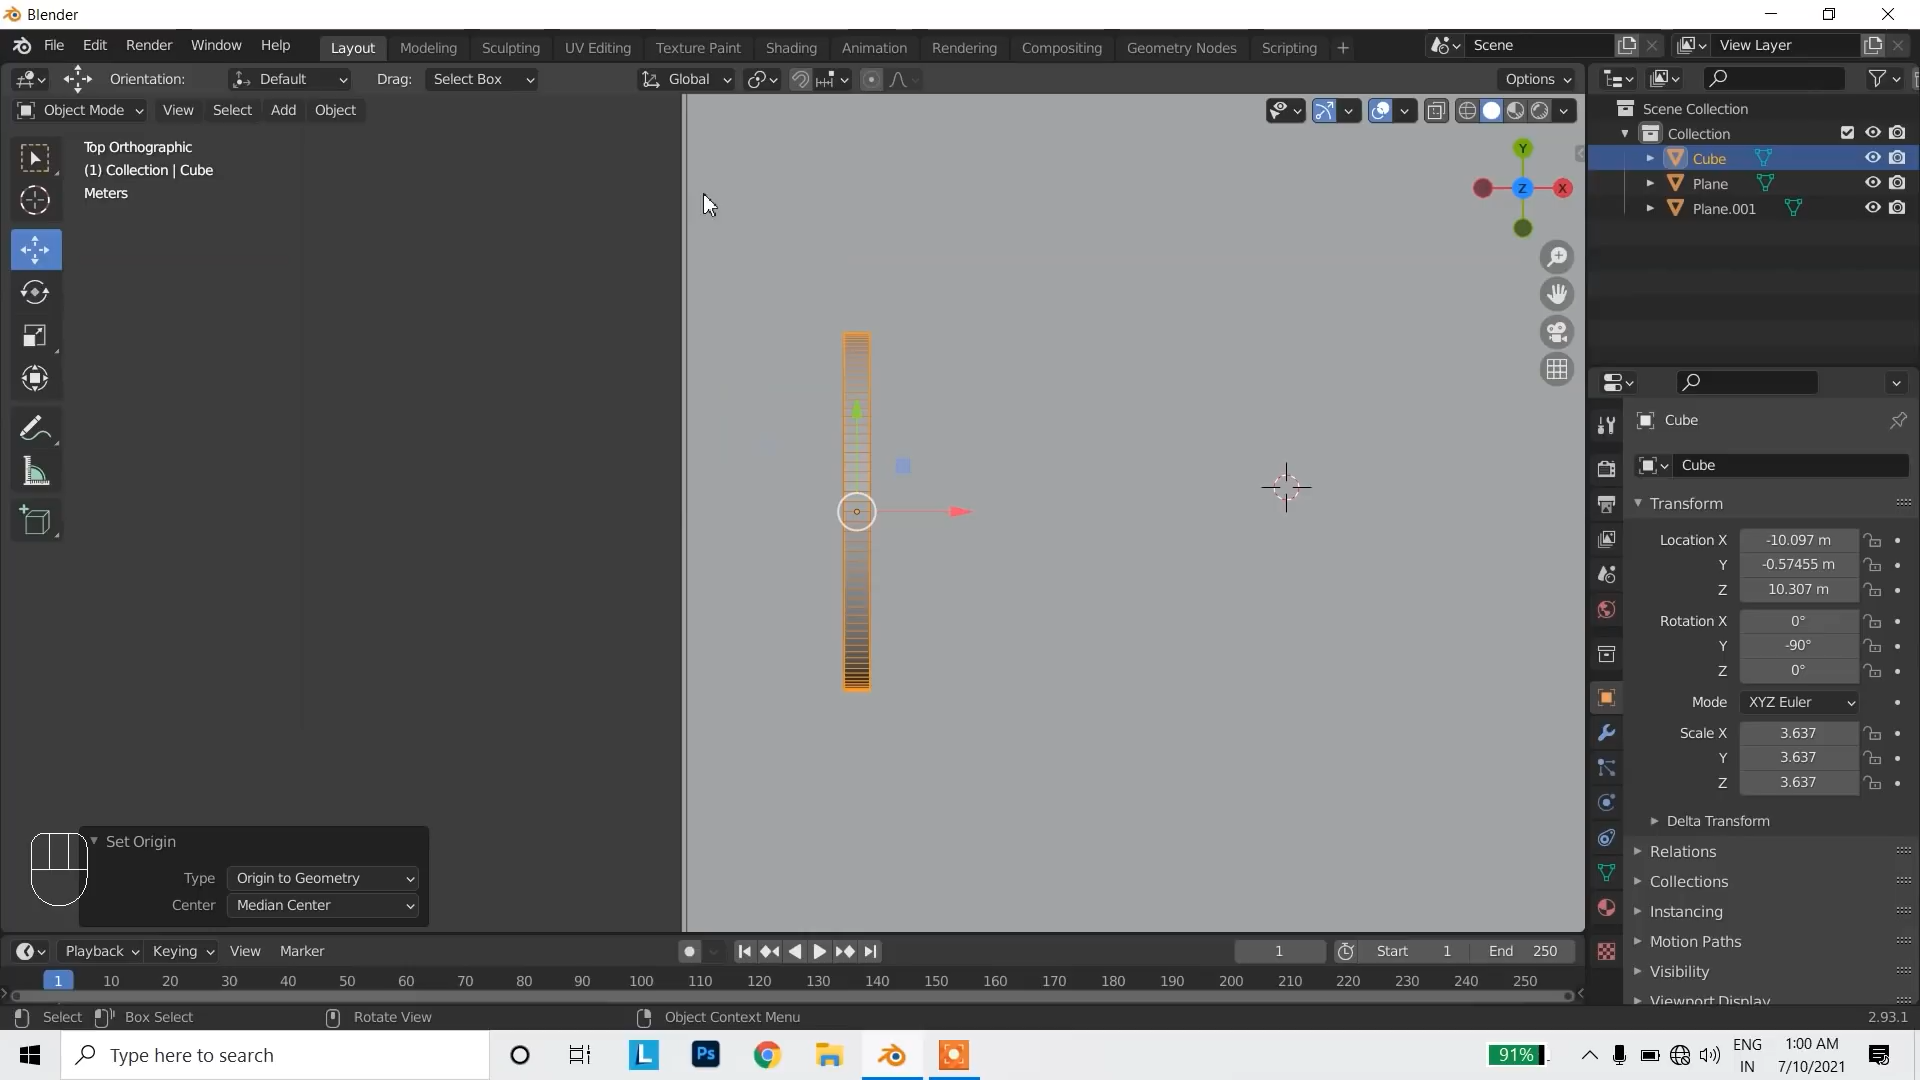 Blender
File Edit Render Window Help Layout Modeling Sculpting UV Editing Texture Paint Shading Animation Rendering Compositing Geometry Nodes Scripting Scene View Layer
Orientation: Default Drag: Select Box Global Options
Object Mode View Select Add Object
Top Orthographic
(1) Collection | Cube
Meters
Y
Z X
Scene Collection
Collection
Cube
Plane
Plane.001
Cube
Cube
Transform
Location X -10.097 m
Y -0.57455 m
Z 10.307 m
Rotation X 0°
Y -90°
Z 0°
Mode XYZ Euler
Scale X 3.637
Y 3.637
Z 3.637
Delta Transform
Relations
Collections
Instancing
Motion Paths
Visibility
Viewport Display
Set Origin
Type Origin to Geometry
Center Median Center
Playback Keying View Marker 1 Start 1 End 250
1 10 20 30 40 50 60 70 80 90 100 110 120 130 140 150 160 170 180 190 200 210 220 230 240 250
Select Box Select Rotate View Object Context Menu 2.93.1
Type here to search L Ps 91% ENG IN 1:00 AM 7/10/2021